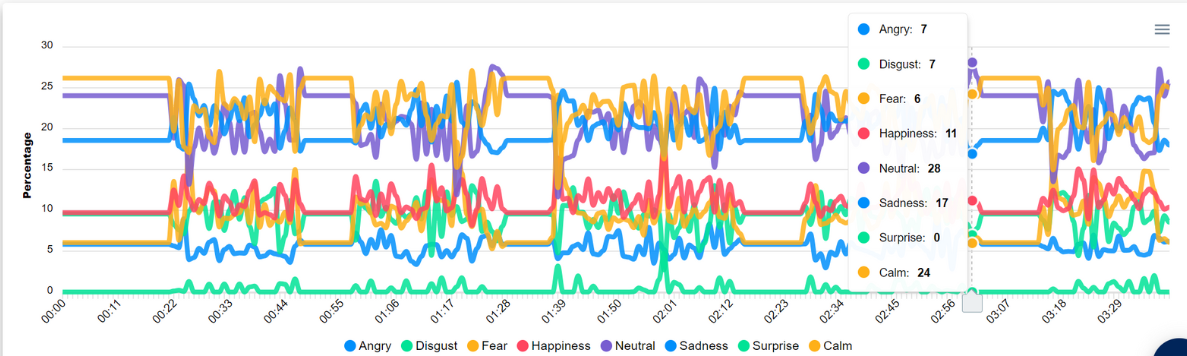 Angry: 7
Disgust: 7
Fear: 6
Happiness: 11
Neutral: 28
Sadness: 17
Surprise: 0
Calm: 24
Percentage
30
25
20
15
10
5
0
00:00 00:11 00:22 00:33 00:44 00:55 01:06 01:17 01:28 01:39 01:50 02:01 02:12 02:23 02:34 02:45 02:56 03:07 03:18 03:29
Angry Disgust Fear Happiness Neutral Sadness Surprise Calm